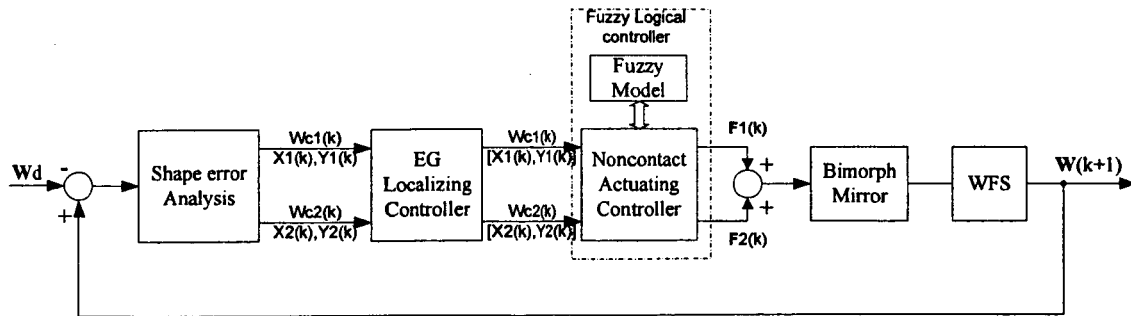 Fuzzy Logical
controller
Fuzzy
Model
Wd
-
+
Shape error
Analysis
Wc1(k)
X1(k),Y1(k)
Wc2(k)
X2(k),Y2(k)
EG
Localizing
Controller
Wc1(k)
[X1(k),Y1(k)]
Wc2(k)
[X2(k),Y2(k)]
Noncontact
Actuating
Controller
F1(k)
+
+
F2(k)
Bimorph
Mirror
WFS
W(k+1)